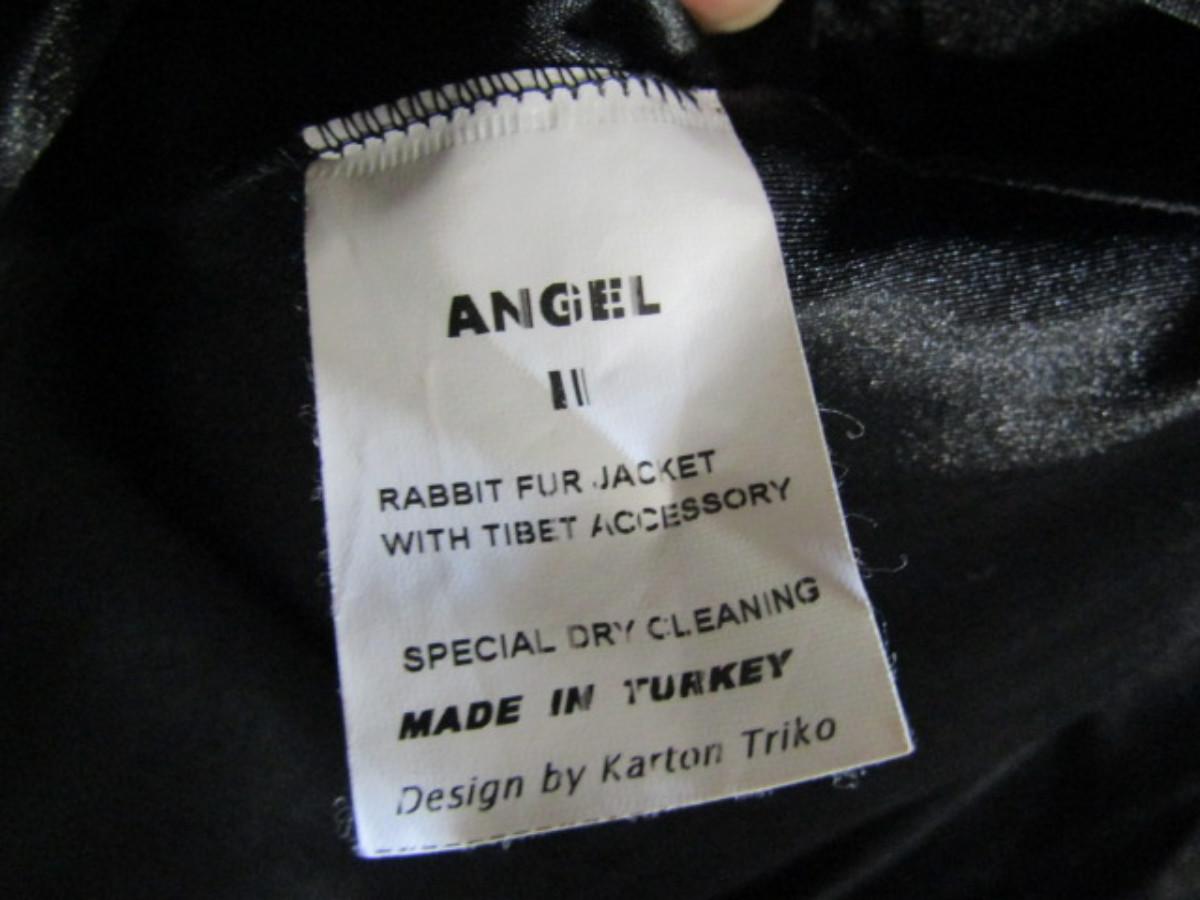 ANGEL
II
RABBIT FUR JACKET
WITH TIBET ACCESSORY
SPECIAL DRY CLEANING
MADE IN TURKEY
Design by Karton Triko